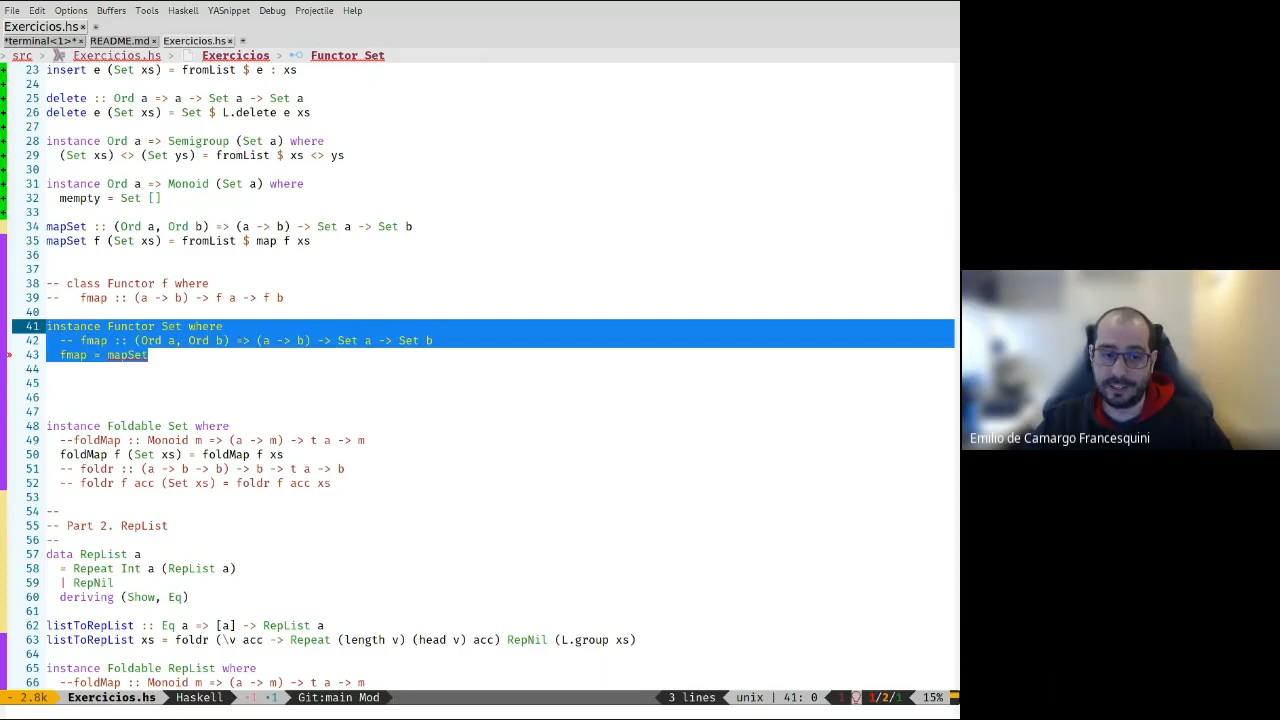 File Edit Options Buffers Tools Haskell YASnippet Debug Projectile Help
Exercicios.hs× +
*terminal<1>*× README.md× Exercicios.hs× +
src > Exercicios.hs > Exercicios > Functor Set
23 insert e (Set xs) = fromList $ e : xs
24
25 delete :: Ord a => a -> Set a -> Set a
26 delete e (Set xs) = Set $ L.delete e xs
27
28 instance Ord a => Semigroup (Set a) where
29 (Set xs) <> (Set ys) = fromList $ xs <> ys
30
31 instance Ord a => Monoid (Set a) where
32 mempty = Set []
33
34 mapSet :: (Ord a, Ord b) => (a -> b) -> Set a -> Set b
35 mapSet f (Set xs) = fromList $ map f xs
36
37
38 -- class Functor f where
39 -- fmap :: (a -> b) -> f a -> f b
40
41 instance Functor Set where
42 -- fmap :: (Ord a, Ord b) => (a -> b) -> Set a -> Set b
43 fmap = mapSet
44
45
46
47
48 instance Foldable Set where
49 --foldMap :: Monoid m => (a -> m) -> t a -> m
50 foldMap f (Set xs) = foldMap f xs
51 -- foldr :: (a -> b -> b) -> b -> t a -> b
52 -- foldr f acc (Set xs) = foldr f acc xs
53
54 --
55 -- Part 2. RepList
56 --
57 data RepList a
58 = Repeat Int a (RepList a)
59 | RepNil
60 deriving (Show, Eq)
61
62 listToRepList :: Eq a => [a] -> RepList a
63 listToRepList xs = foldr (\v acc -> Repeat (length v) (head v) acc) RepNil (L.group xs)
64
65 instance Foldable RepList where
66 --foldMap :: Monoid m => (a -> m) -> t a -> m
- 2.8k Exercicios.hs Haskell •1 •1 Git:main Mod 3 lines unix | 41: 0 1 1/2/1 15%
Emilio de Camargo Francesquini